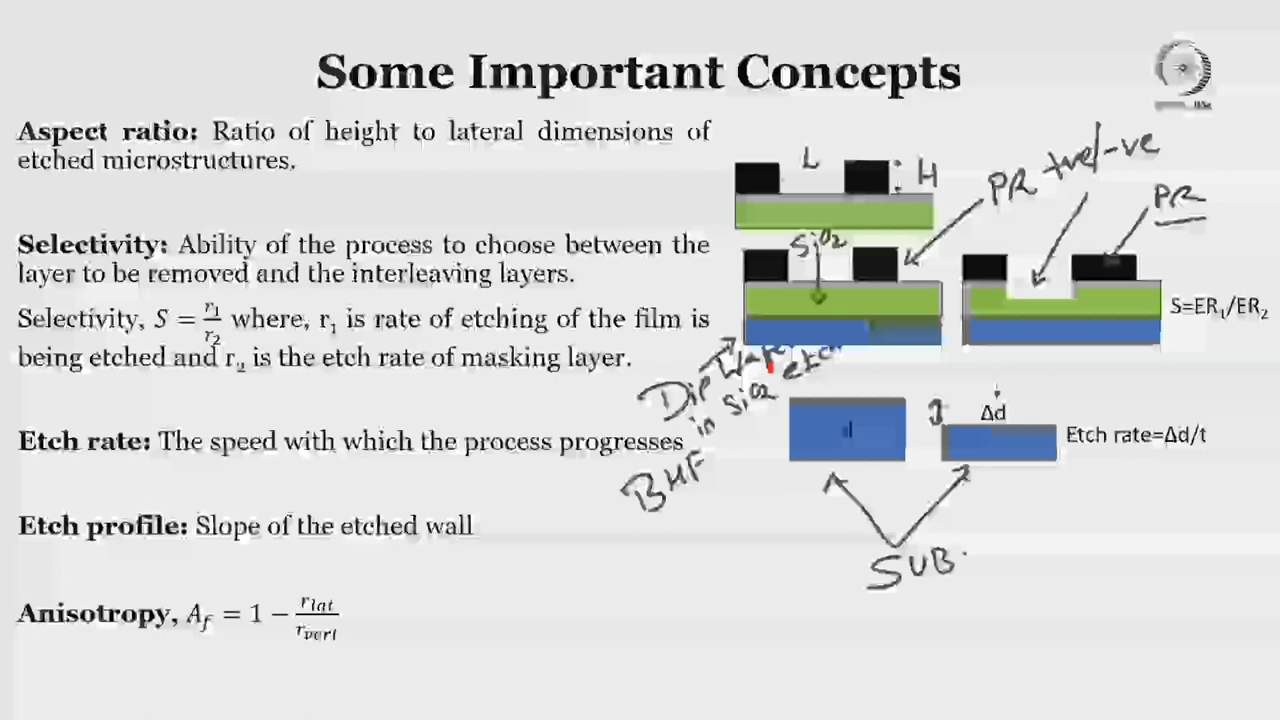 Some Important Concepts
Aspect ratio: Ratio of height to lateral dimensions of
etched microstructures.
Selectivity: Ability of the process to choose between the
layer to be removed and the interleaving layers.
Selectivity, S = r₁/r₂ where, r₁ is rate of etching of the film is
being etched and r₂ is the etch rate of masking layer.
Etch rate: The speed with which the process progresses
Etch profile: Slope of the etched wall
Anisotropy, A_f = 1 − r_lat/r_vert
L
H
PR +ve/-ve
PR
SiO2
S=ER₁/ER₂
Dip wafer
in SiO2 etch
BHF
d
Δd
Etch rate=Δd/t
SUB.